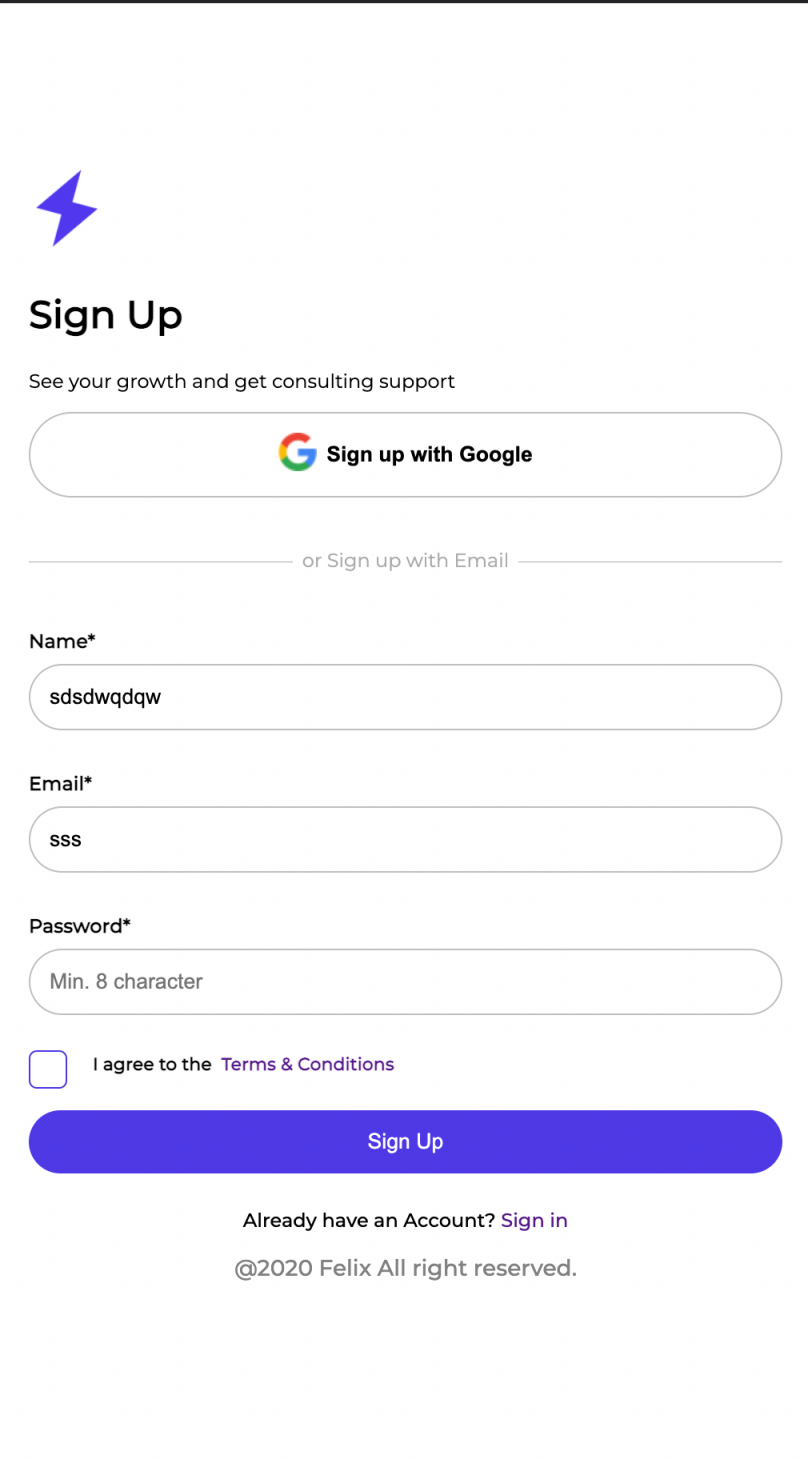 Sign Up
See your growth and get consulting support
Sign up with Google
or Sign up with Email
Name*
sdsdwqdqw
Email*
sss
Password*
Min. 8 character
I agree to the Terms & Conditions
Sign Up
Already have an Account? Sign in
@2020 Felix All right reserved.